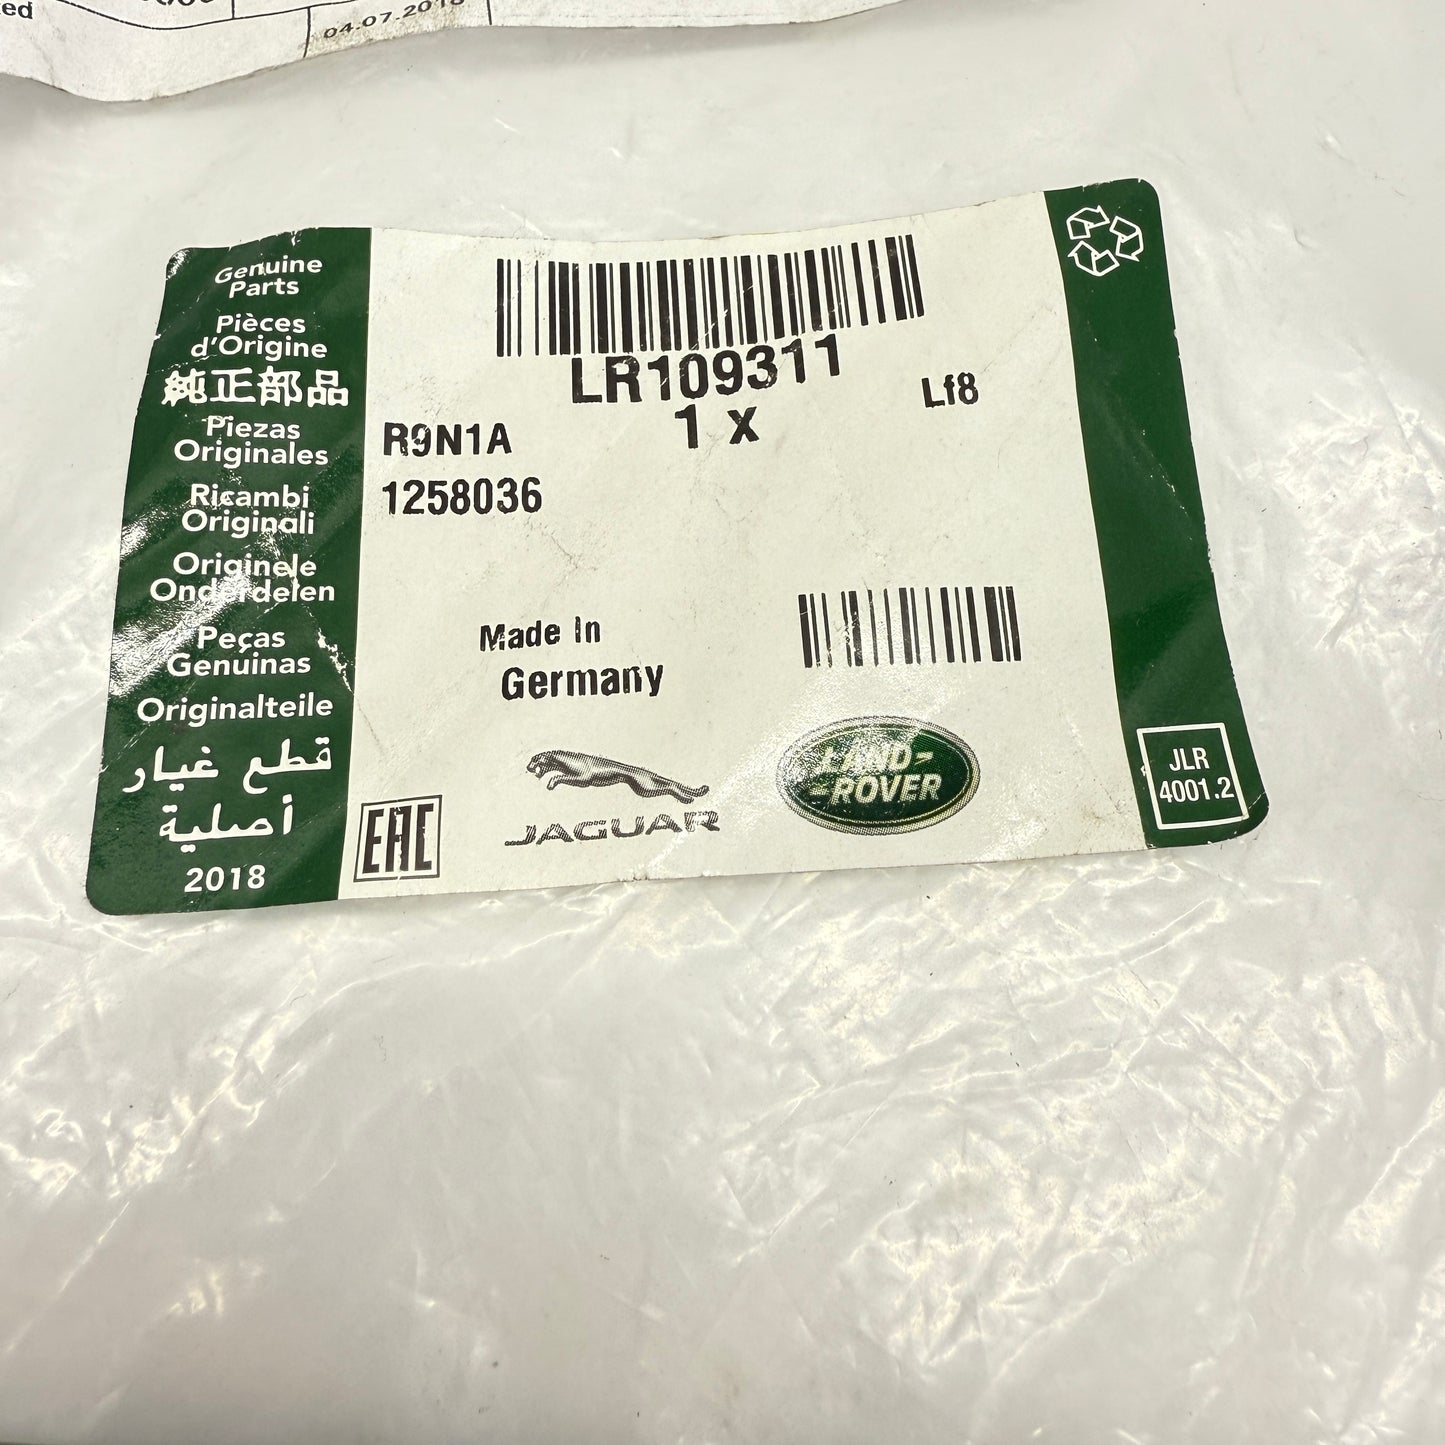 04.07.2018
Genuine
Parts
Pièces
d'Origine
純正部品
Piezas
Originales
Ricambi
Originali
Originele
Onderdelen
Peças
Genuinas
Originalteile
قطع غيار
أصلية
2018
LR109311
1 x
Lf8
R9N1A
1258036
Made In
Germany
EAC
JAGUAR
LAND-
-ROVER
JLR
4001.2